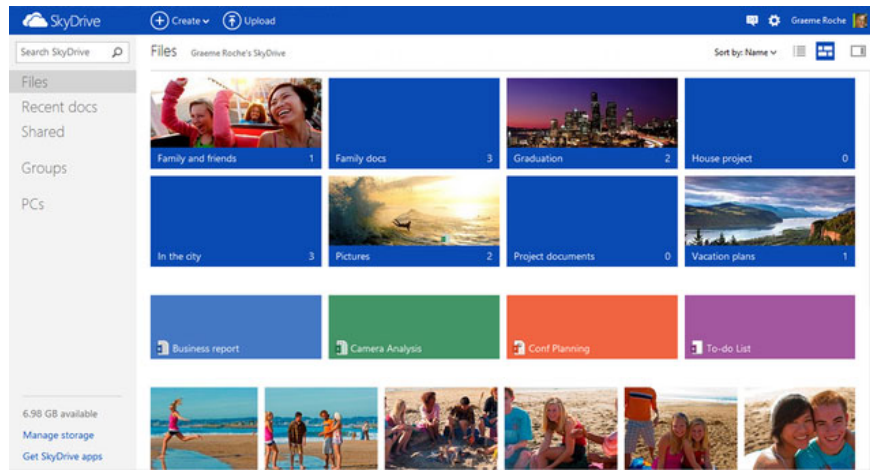 SkyDrive
Create
Upload
Graeme Roche
Search SkyDrive
Files
Graeme Roche's SkyDrive
Sort by: Name
Files
Recent docs
Shared
Groups
PCs
Family and friends 1
Family docs 3
Graduation 2
House project 0
In the city 3
Pictures 2
Project documents 0
Vacation plans 1
Business report
Camera Analysis
Conf Planning
To-do List
6.98 GB available
Manage storage
Get SkyDrive apps